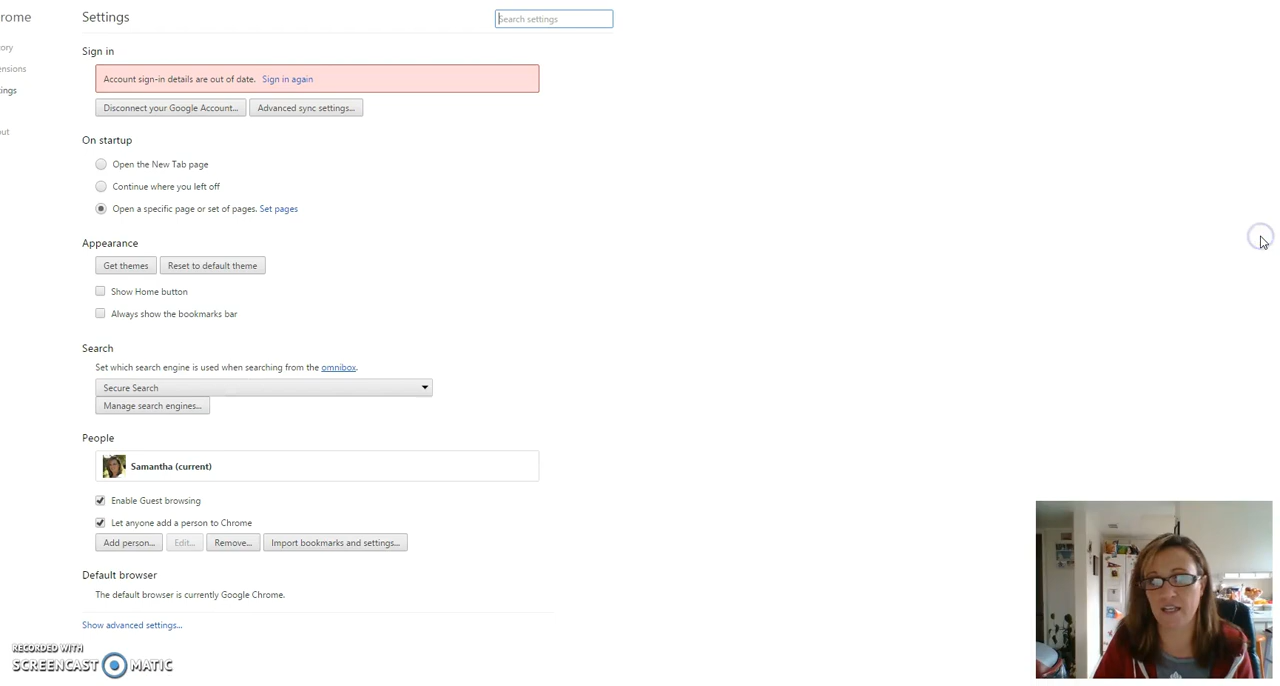 rome
Settings
Search settings
ory
ensions
ings
out
Sign in
Account sign-in details are out of date. Sign in again
Disconnect your Google Account... Advanced sync settings...
On startup
Open the New Tab page
Continue where you left off
Open a specific page or set of pages. Set pages
Appearance
Get themes Reset to default theme
Show Home button
Always show the bookmarks bar
Search
Set which search engine is used when searching from the omnibox.
Secure Search
Manage search engines...
People
Samantha (current)
Enable Guest browsing
Let anyone add a person to Chrome
Add person... Edit... Remove... Import bookmarks and settings...
Default browser
The default browser is currently Google Chrome.
Show advanced settings...
RECORDED WITH
SCREENCAST MATIC